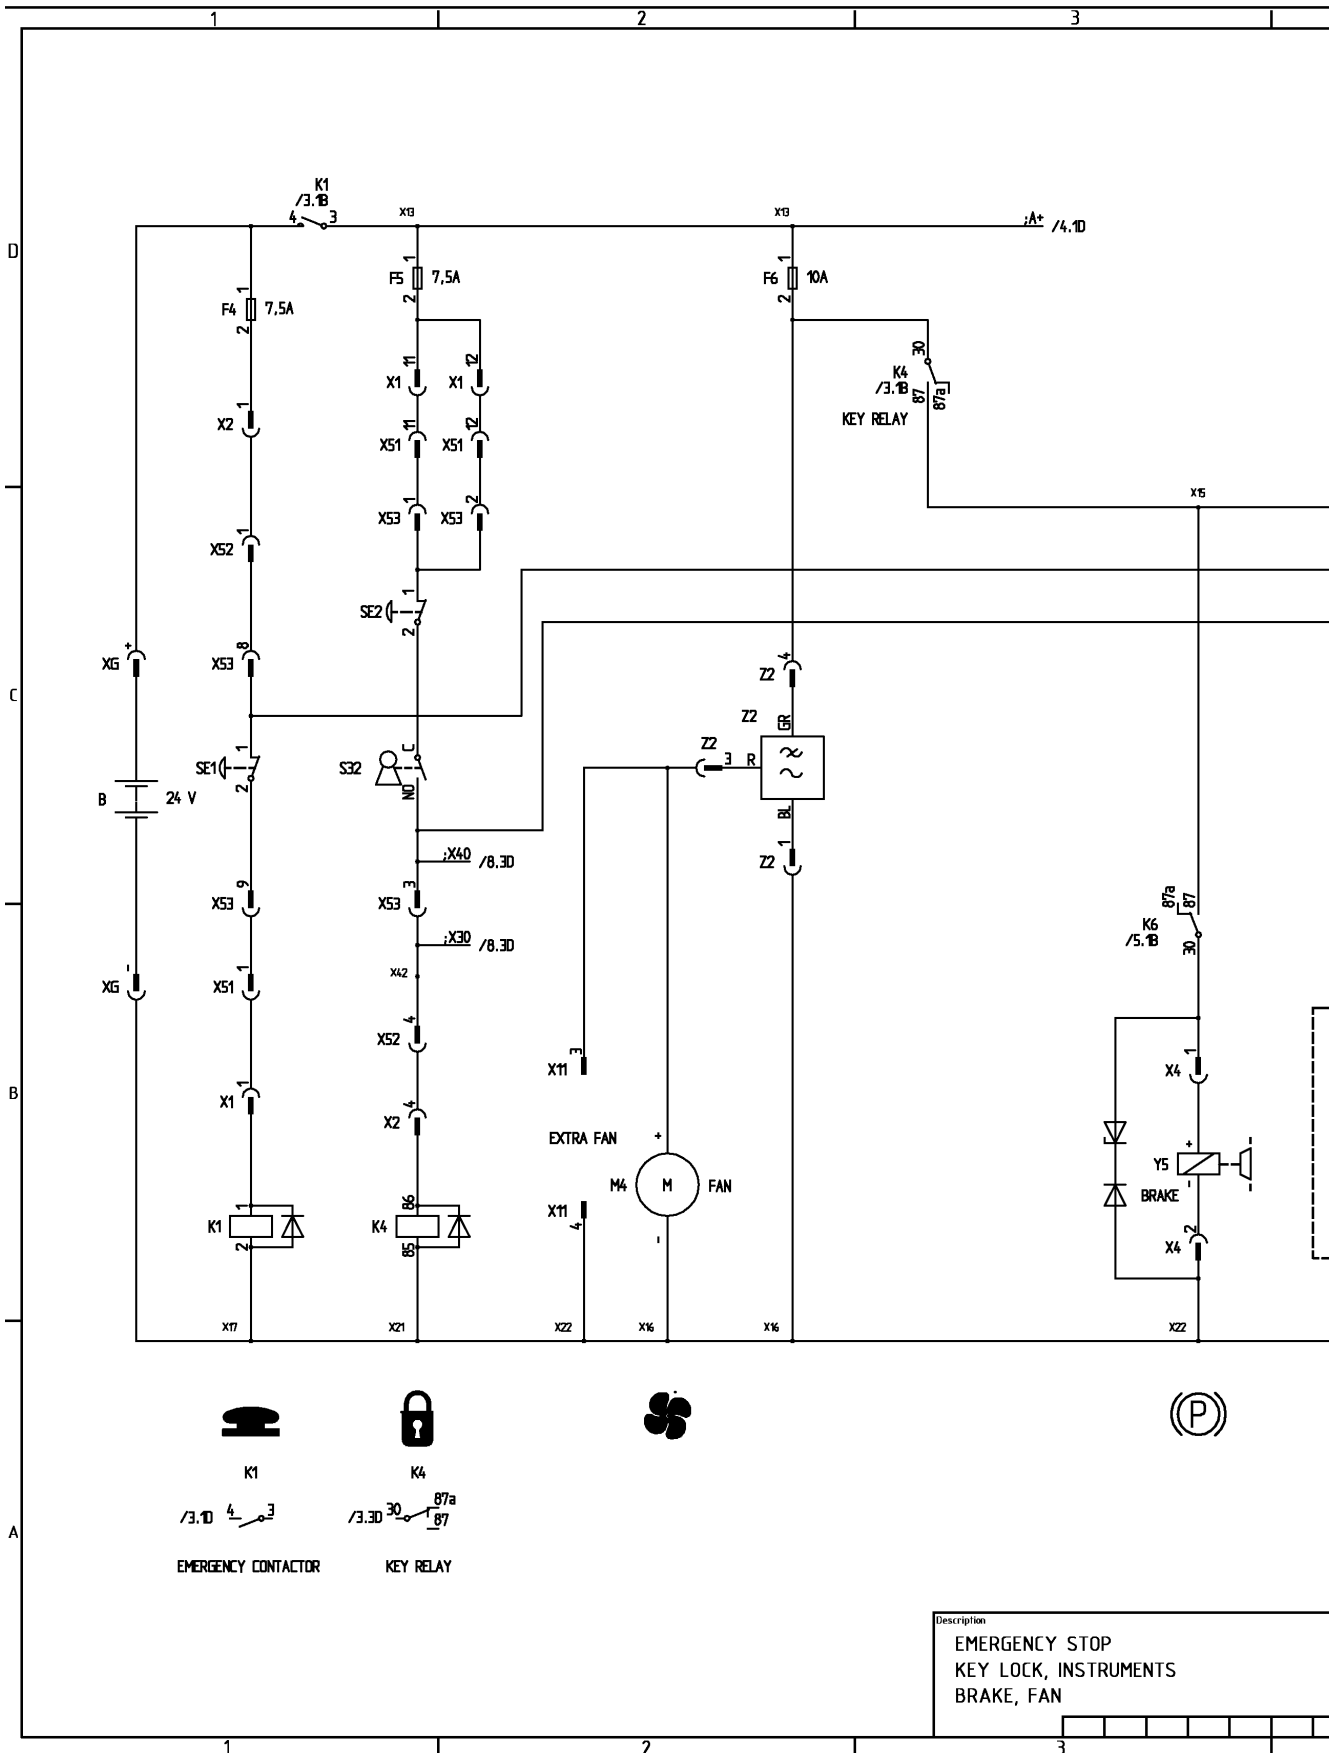 1
2
3
K1
/3.1B
4
3
X13
X13
;A+
/4.1D
D
1
F5
7,5A
2
1
F6
10A
2
1
F4
7,5A
2
11
X1
12
X1
30
K4
/3.1B
87
87a
KEY RELAY
1
X2
11
X51
12
X51
1
X53
2
X53
X15
1
X52
1
SE2
2
+
XG
8
X53
4
Z2
C
Z2
GR
Z2
3
R
1
SE1
2
C
S32
NO
B
24 V
BL
1
Z2
;X40
/8.3D
9
X53
3
X53
87a
87
K6
/5.1B
30
;X30
/8.3D
-
XG
1
X51
X42
4
X52
3
X11
1
X4
B
1
X1
4
X2
EXTRA FAN
+
M4
M
FAN
-
+
Y5
-
BRAKE
1
K1
2
86
K4
85
X11
4
2
X4
X17
X21
X22
X16
X16
X22
P
K1
K4
/3.1D
4
3
/3.3D
30
87a
87
A
EMERGENCY CONTACTOR
KEY RELAY
Description
EMERGENCY STOP
KEY LOCK, INSTRUMENTS
BRAKE, FAN
1
2
3